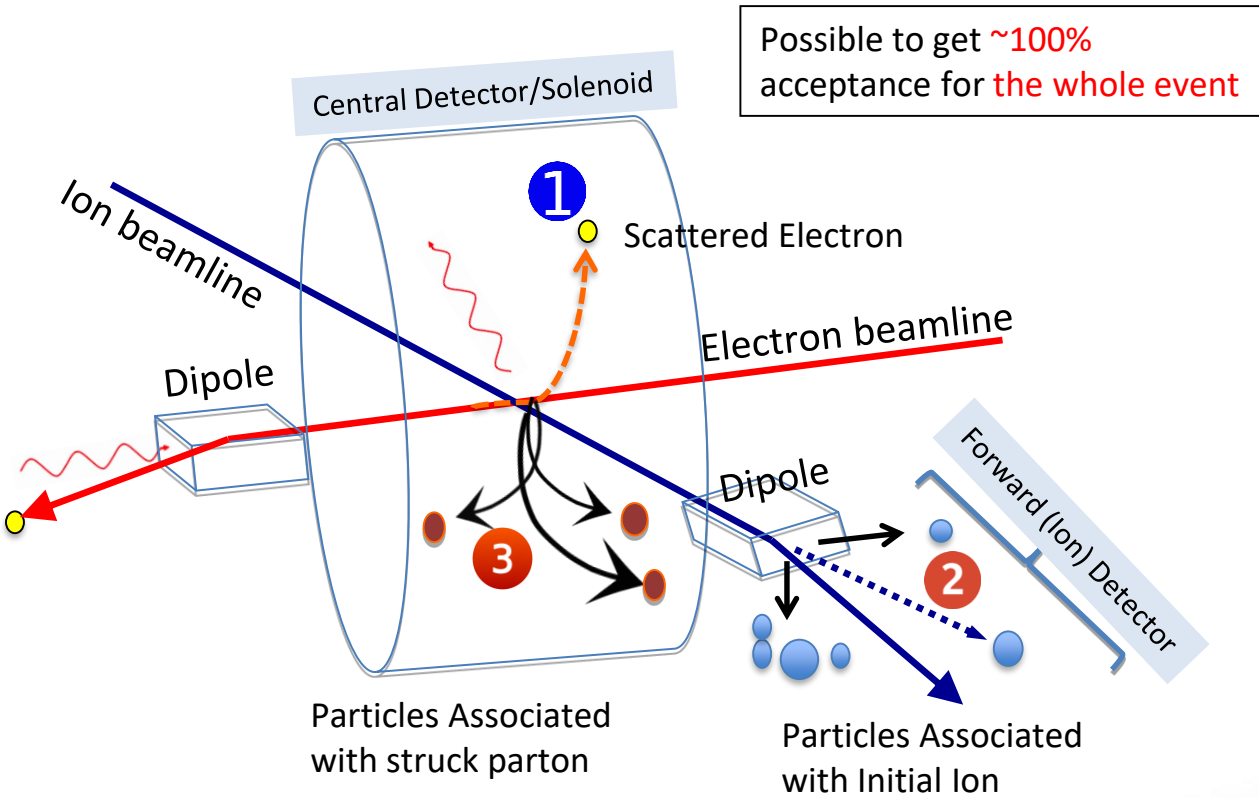 Possible to get ~100%
acceptance for the whole event
Central Detector/Solenoid
Ion beamline
1
Scattered Electron
Electron beamline
Dipole
Dipole
Forward (Ion) Detector
3
2
Particles Associated
with struck parton
Particles Associated
with Initial Ion